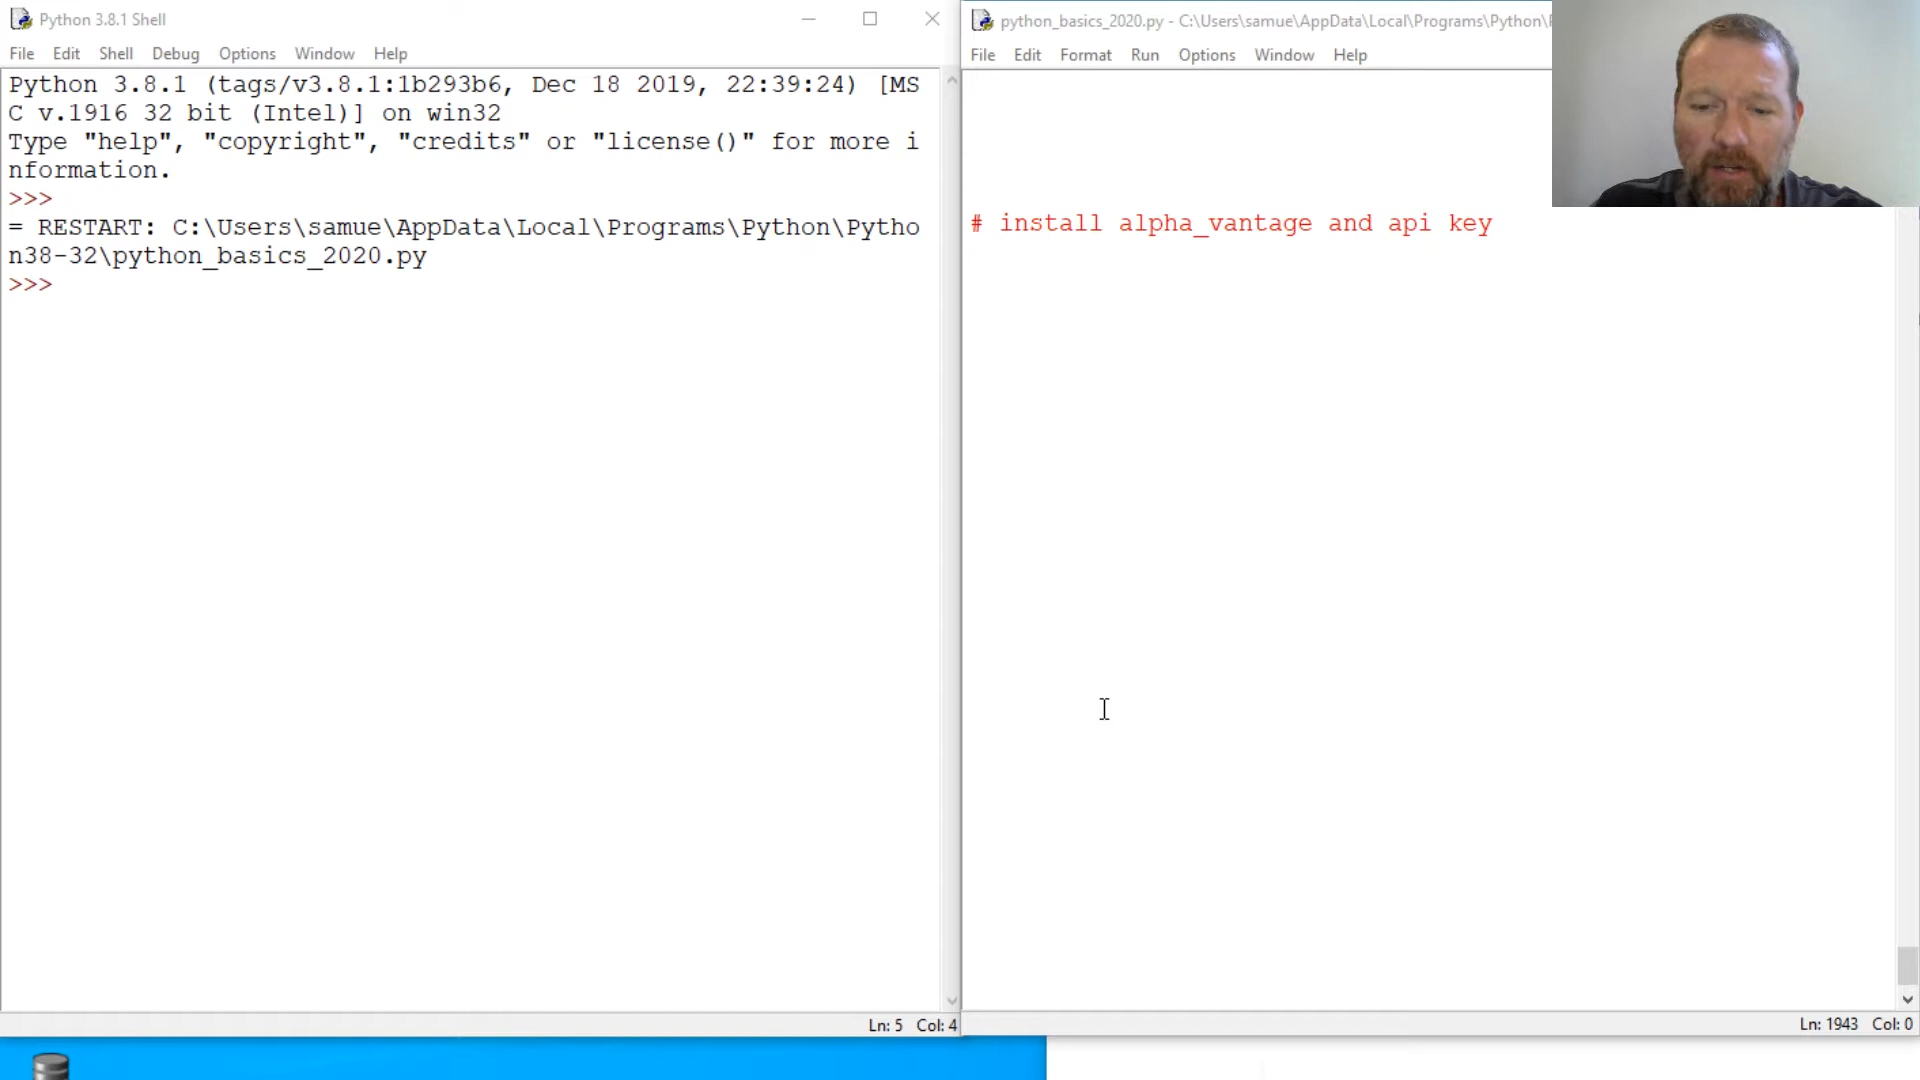 Python 3.8.1 Shell
File Edit Shell Debug Options Window Help
Python 3.8.1 (tags/v3.8.1:1b293b6, Dec 18 2019, 22:39:24) [MS
C v.1916 32 bit (Intel)] on win32
Type "help", "copyright", "credits" or "license()" for more i
nformation.
>>>
= RESTART: C:\Users\samue\AppData\Local\Programs\Python\Pytho
n38-32\python_basics_2020.py
>>>
Ln: 5 Col: 4
python_basics_2020.py - C:\Users\samue\AppData\Local\Programs\Python\
File Edit Format Run Options Window Help
# install alpha_vantage and api key
Ln: 1943 Col: 0